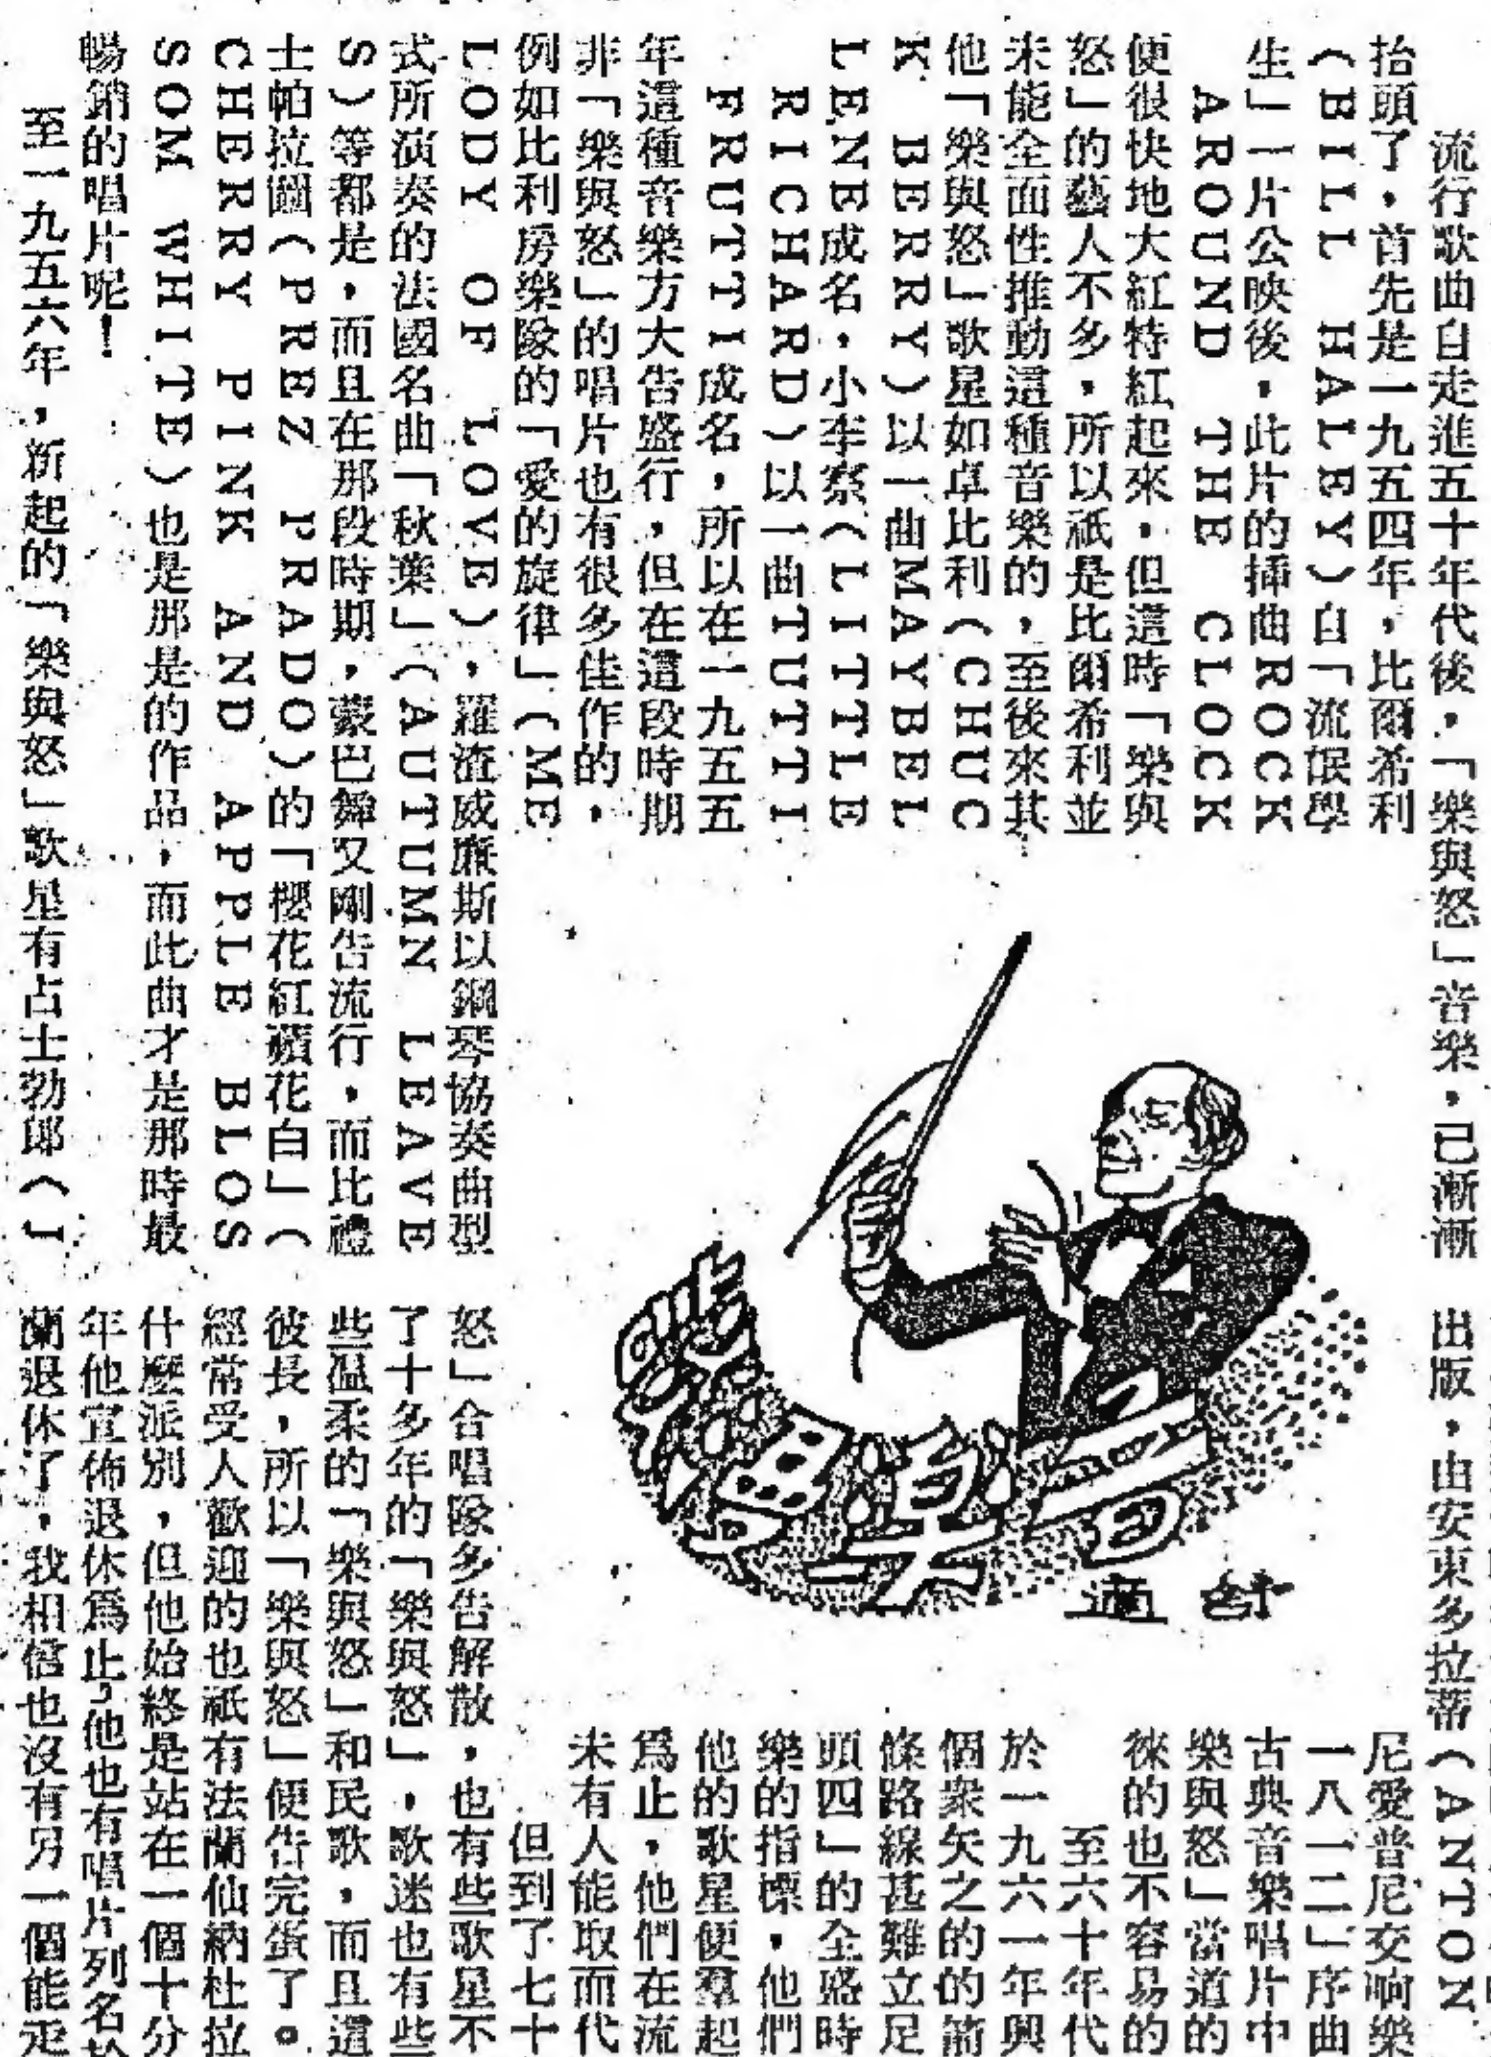 流行歌曲自走進五十年代後，「樂與怒」音樂，已漸漸
抬頭了，首先是一九五四年，比爾希利
（BILL HALEY）自「流氓學
生」一片公映後，此片的插曲ROCK
AROUND THE CLOCK
便很快地大紅特紅起來，但這時「樂與
怒」的藝人不多，所以祇是比爾希利並
未能全面性推動這種音樂的，至後來其
他「樂與怒」歌星如卓比利（CHUC
K BERRY）以一曲MAYBEL
LENE成名，小李察（LITTLE
RICHARD）以一曲TUTTI
FRUTTI成名，所以在一九五五
年這種音樂方大告盛行，但在這段時期
非「樂與怒」的唱片也有很多佳作的，
例如比利房樂隊的「愛的旋律」（ME
LODY OF LOVE），羅渣威廉斯以鋼琴協奏曲型
式所演奏的法國名曲「秋葉」（AUTUMN LEAVE
S）等都是，而且在那段時期，蒙巴舞又剛告流行，而比禮
士帕拉圖（PREZ PRADO）的「櫻花紅蘋花白」（
CHERRY PINK AND APPLE BLOS
SOM WHITE）也是那是的作品，而此曲才是那時最
暢銷的唱片呢！
至一九五六年，新起的「樂與怒」歌星有占士勃郎（J
舒適
出版，由安東多拉蒂（ANTON
尼愛普尼交响樂
一八一二」序曲
古典音樂唱片中
樂與怒」當道的
徠的也不容易的
至六十年代
於一九六一年興
個衆矢之的的箭
條路線甚難立足
頭四」的全盛時
樂的指標，他們
他的歌星便羣起
爲止，他們在流
未有人能取而代
但到了七十
怒」合唱隊多告解散，也有些歌星不
了十多年的「樂與怒」，歌迷也有些
些溫柔的「樂與怒」和民歌，而且這
彼長，所以「樂與怒」便告完蛋了。
經常受人歡迎的也祇有法蘭仙納杜拉
什麼派別，但他始終是站在一個十分
年他宣佈退休爲止，他也有唱片列名於
蘭退休了，我相信也沒有另一個能走